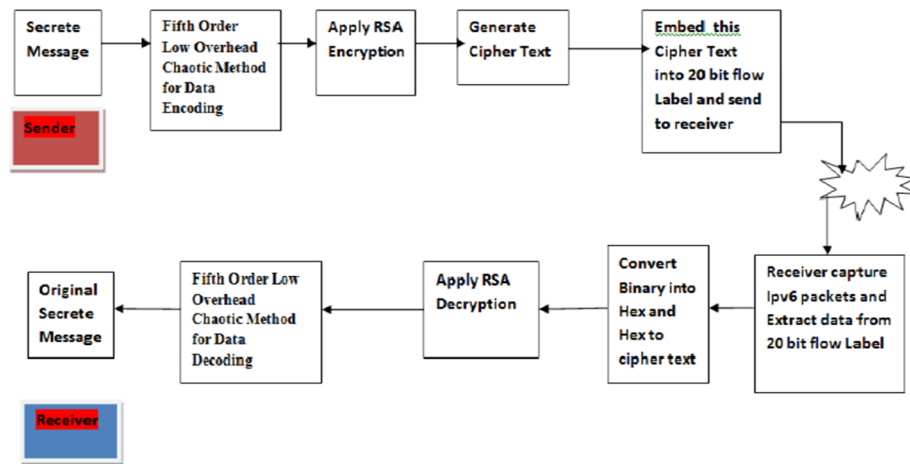 Secrete
Message
Fifth Order
Low Overhead
Chaotic Method
for Data
Encoding
Apply RSA
Encryption
Generate
Cipher Text
Embed this
Cipher Text
into 20 bit flow
Label and send
to receiver
Sender
Original
Secrete
Message
Fifth Order Low
Overhead
Chaotic Method
for Data
Decoding
Apply RSA
Decryption
Convert
Binary into
Hex and
Hex to
cipher text
Receiver capture
Ipv6 packets and
Extract data from
20 bit flow Label
Receiver